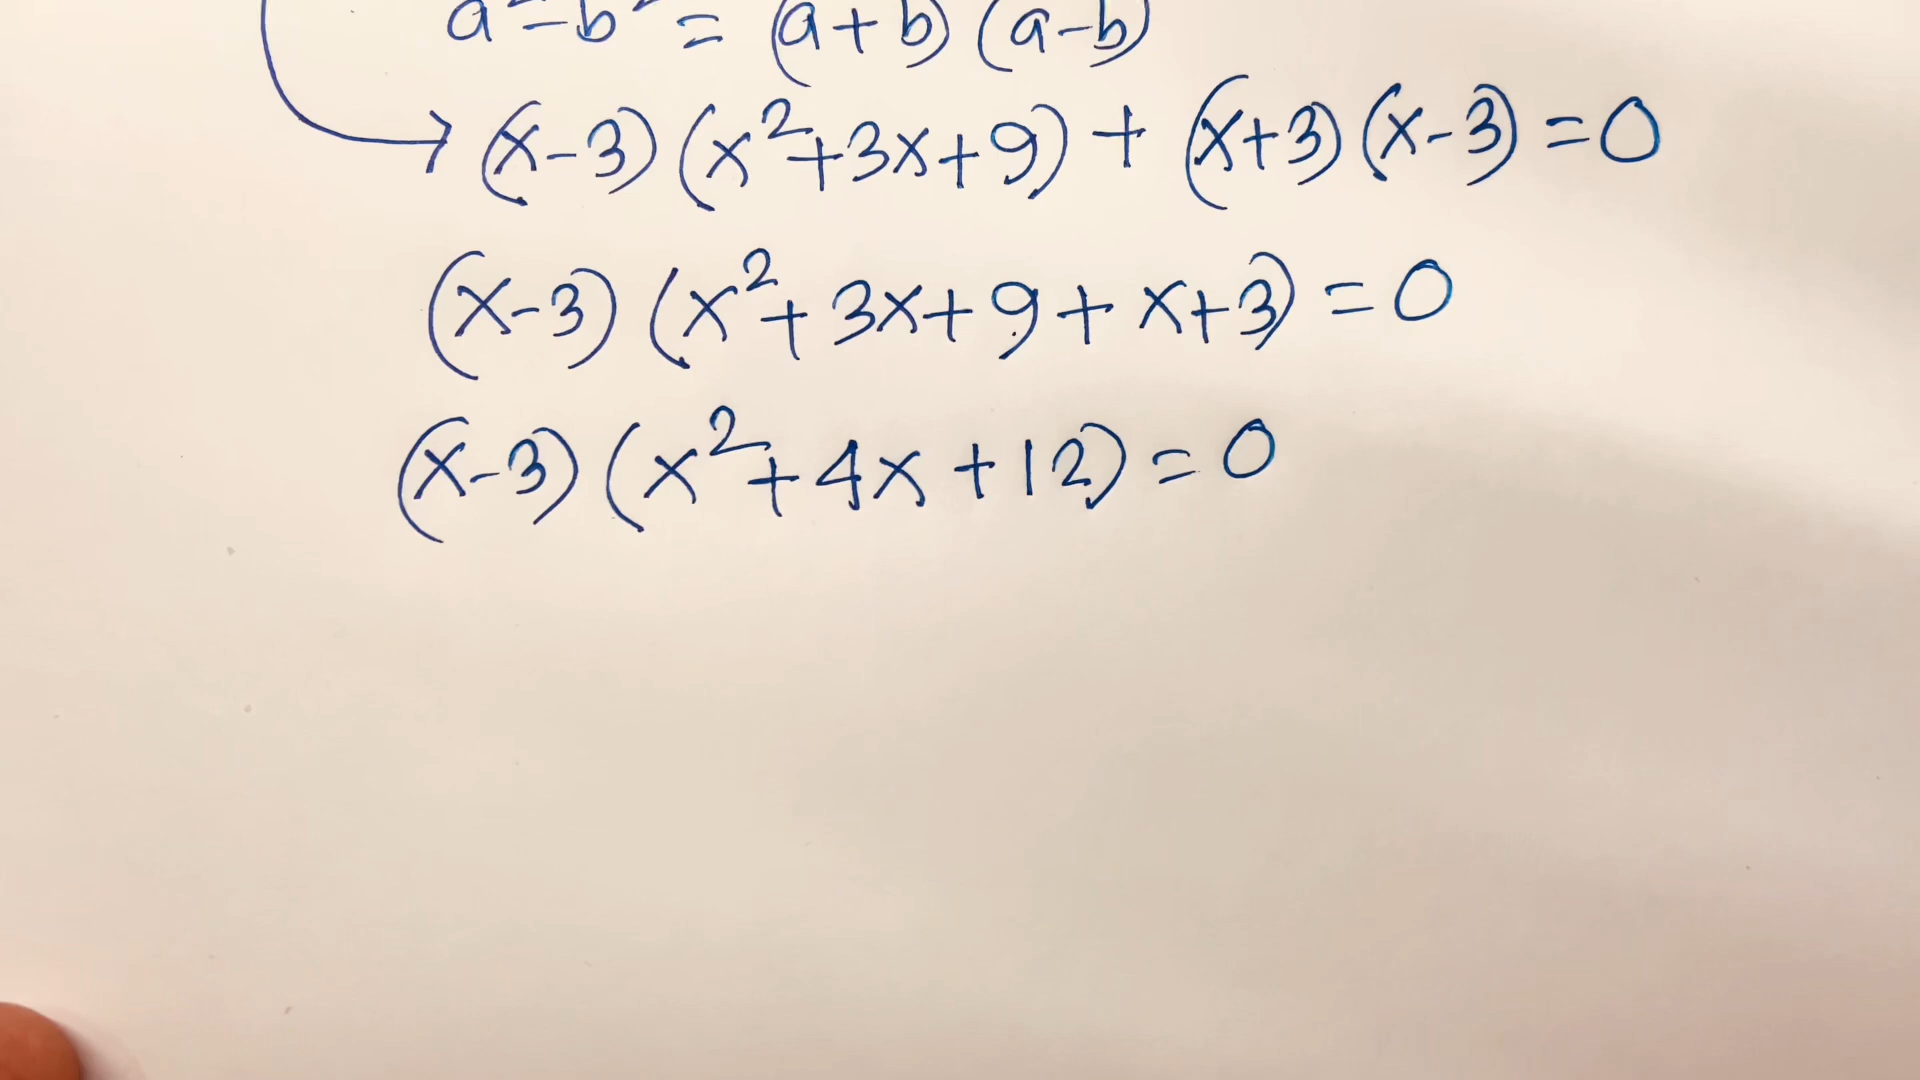 a²-b² = (a+b)(a-b)
→ (x-3)(x²+3x+9) + (x+3)(x-3) = 0
(x-3)(x²+3x+9+x+3) = 0
(x-3)(x²+4x+12) = 0